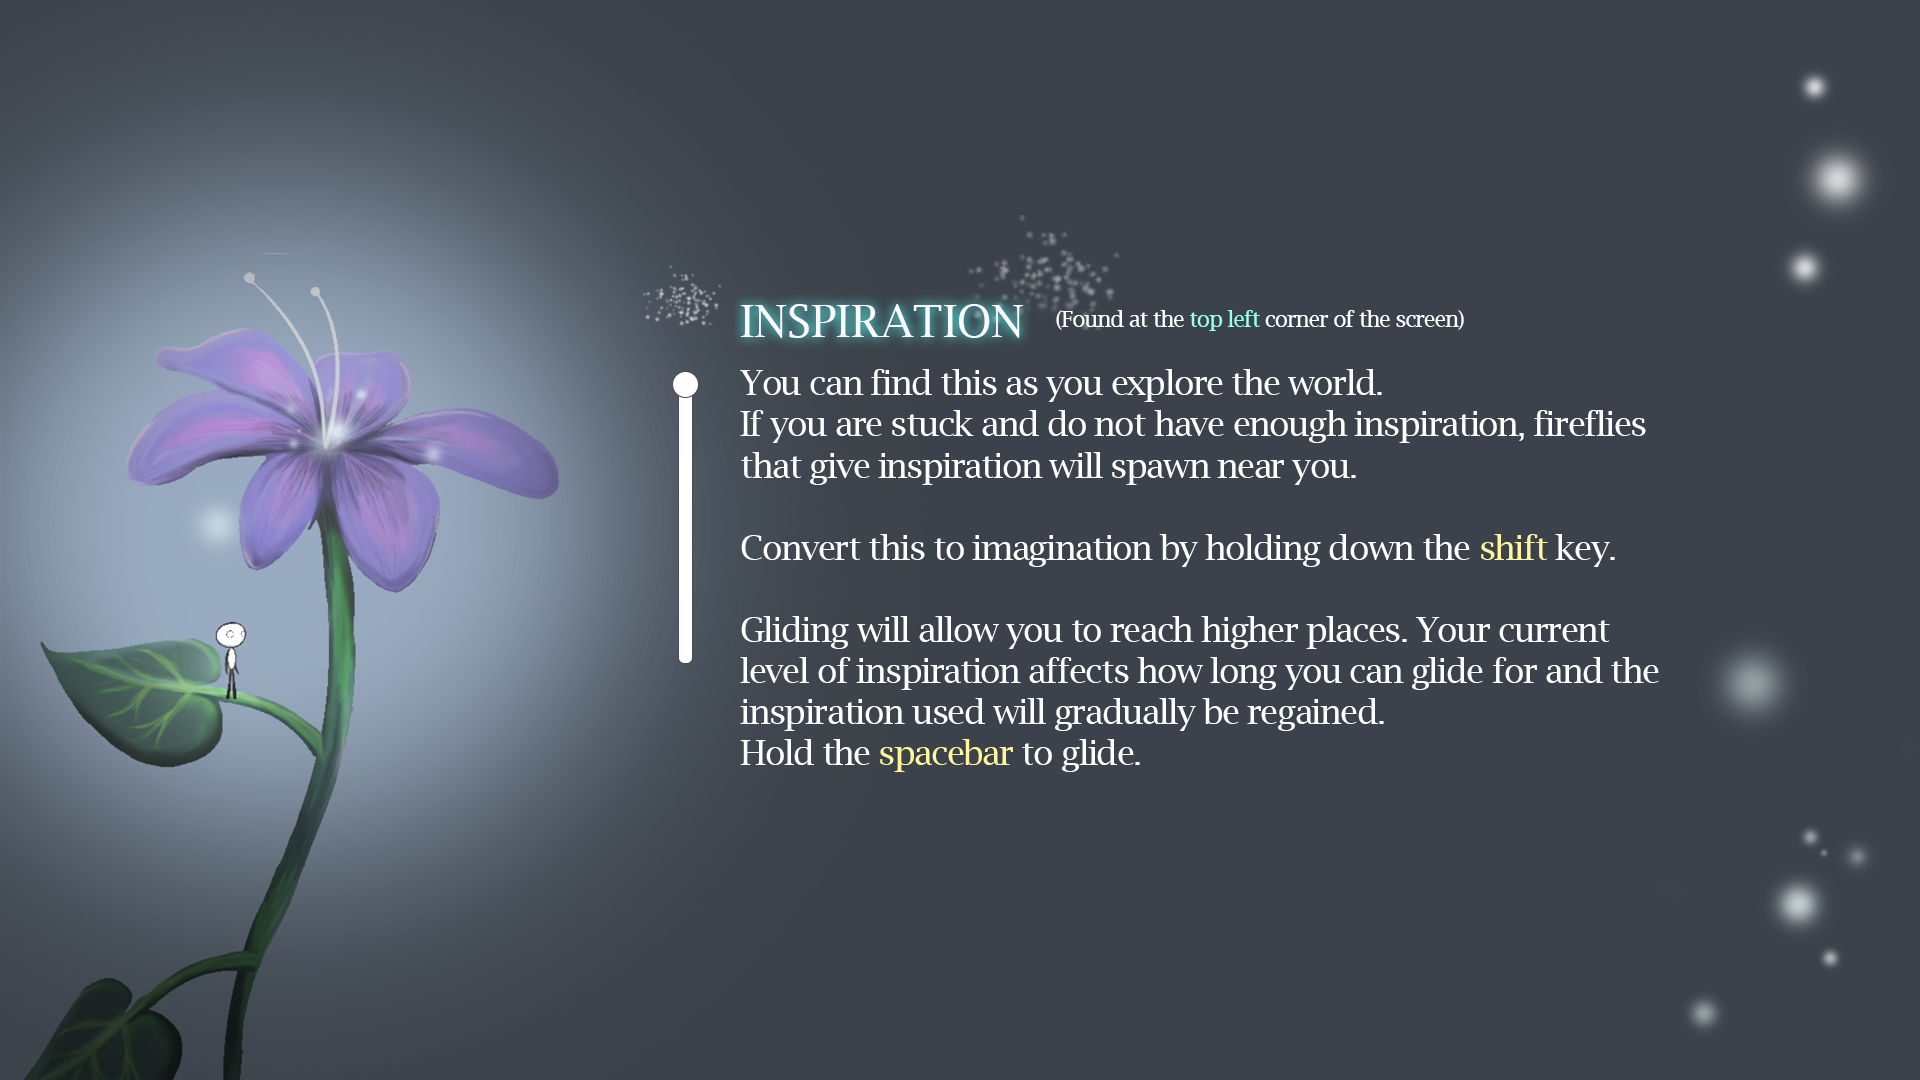 INSPIRATION (Found at the top left corner of the screen)
You can find this as you explore the world.
If you are stuck and do not have enough inspiration, fireflies
that give inspiration will spawn near you.
Convert this to imagination by holding down the shift key.
Gliding will allow you to reach higher places. Your current
level of inspiration affects how long you can glide for and the
inspiration used will gradually be regained.
Hold the spacebar to glide.